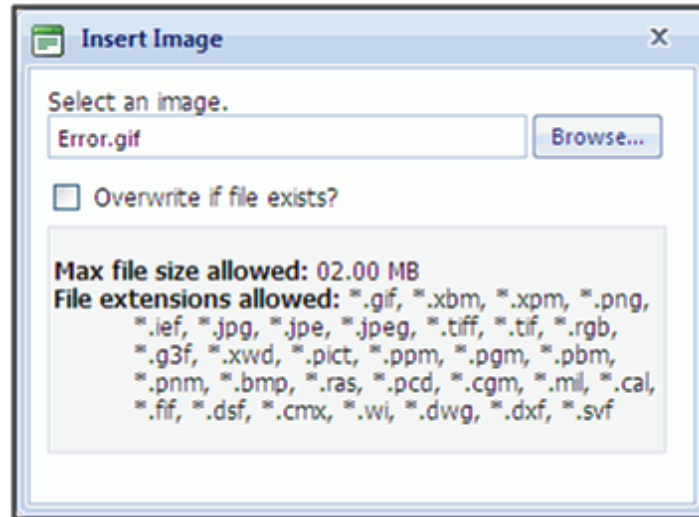 Insert Image
Select an image.
Error.gif
Browse...
Overwrite if file exists?
Max file size allowed: 02.00 MB
File extensions allowed: *.gif, *.xbm, *.xpm, *.png,
*.ief, *.jpg, *.jpe, *.jpeg, *.tiff, *.tif, *.rgb,
*.g3f, *.xwd, *.pict, *.ppm, *.pgm, *.pbm,
*.pnm, *.bmp, *.ras, *.pcd, *.cgm, *.mil, *.cal,
*.fif, *.dsf, *.cmx, *.wi, *.dwg, *.dxf, *.svf